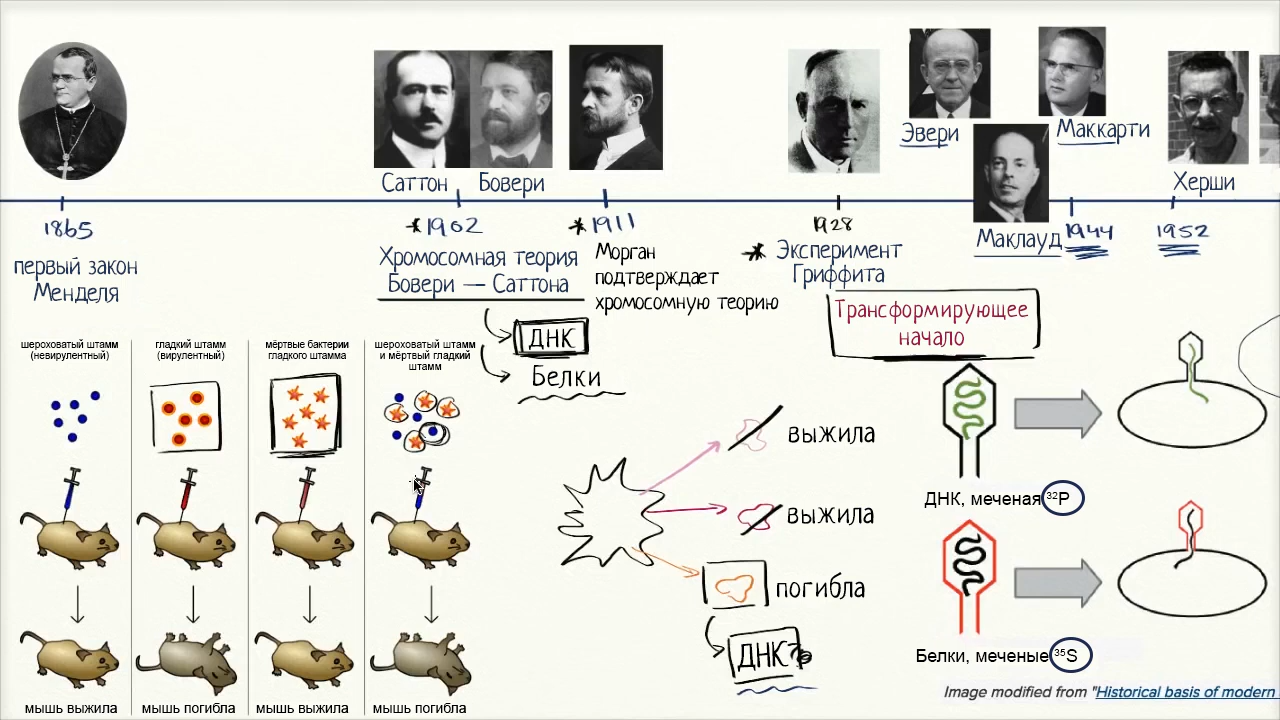 Саттон
Бовери
Эвери
Маккарти
Маклауд
Херши
1865
первый закон
Менделя
*1902
Хромосомная теория
Бовери — Саттона
*1911
Морган
подтверждает
хромосомную теорию
1928
* Эксперимент
Гриффита
Трансформирующее
начало
1944
1952
ДНК
Белки
шероховатый штамм
(невирулентный)
гладкий штамм
(вирулентный)
мёртвые бактерии
гладкого штамма
шероховатый штамм
и мёртвый гладкий
штамм
мышь выжила
мышь погибла
мышь выжила
мышь погибла
выжила
выжила
погибла
ДНК?
ДНК, меченая ³²P
Белки, меченые ³⁵S
Image modified from "Historical basis of modern